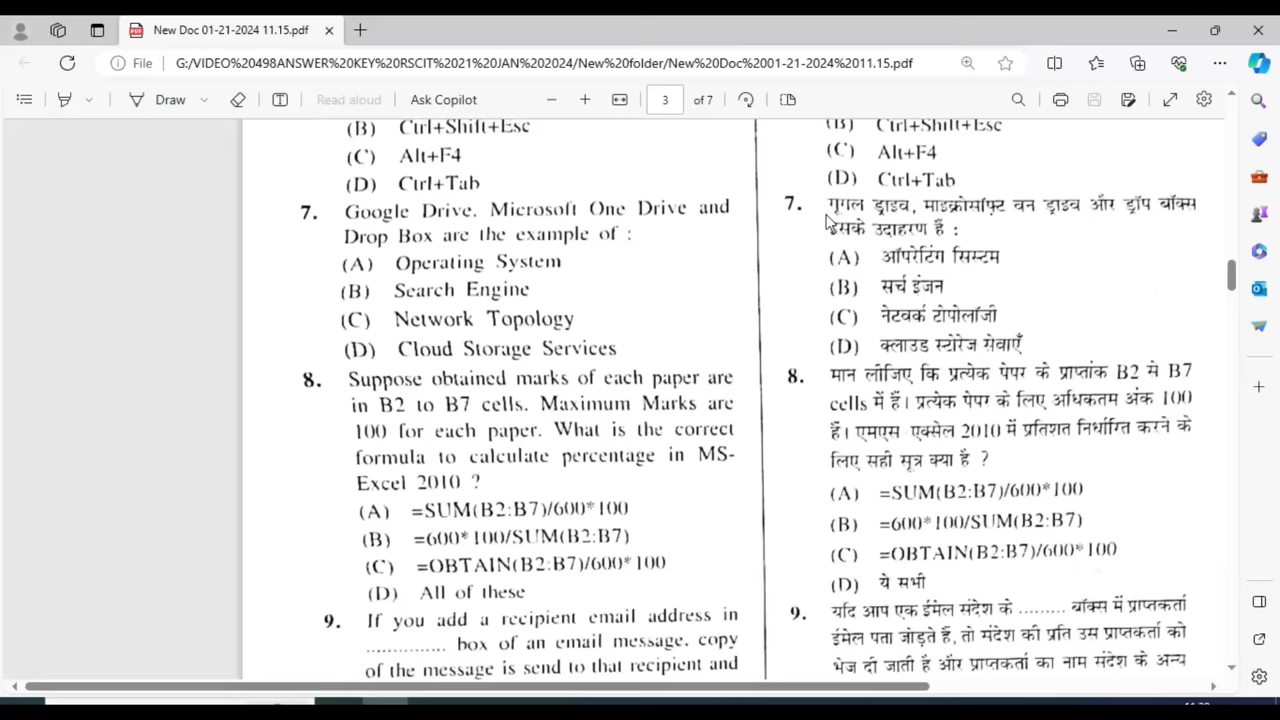 New Doc 01-21-2024 11.15.pdf
File G:/VIDEO%20498ANSWER%20KEY%20RSCIT%2021%20JAN%202024/New%20folder/New%20Doc%2001-21-2024%2011.15.pdf
Draw
Read aloud
Ask Copilot
3 of 7
(B) Ctrl+Shift+Esc
(C) Alt+F4
(D) Ctrl+Tab
7. Google Drive, Microsoft One Drive and
Drop Box are the example of :
(A) Operating System
(B) Search Engine
(C) Network Topology
(D) Cloud Storage Services
8. Suppose obtained marks of each paper are
in B2 to B7 cells. Maximum Marks are
100 for each paper. What is the correct
formula to calculate percentage in MS-
Excel 2010 ?
(A) =SUM(B2:B7)/600*100
(B) =600*100/SUM(B2:B7)
(C) =OBTAIN(B2:B7)/600*100
(D) All of these
9. If you add a recipient email address in
............... box of an email message, copy
of the message is send to that recipient and
(B) Ctrl+Shift+Esc
(C) Alt+F4
(D) Ctrl+Tab
7. गूगल ड्राइव, माइक्रोसॉफ़्ट वन ड्राइव और ड्रॉप बॉक्स
इसके उदाहरण हैं :
(A) ऑपरेटिंग सिस्टम
(B) सर्च इंजन
(C) नेटवर्क टोपोलॉजी
(D) क्लाउड स्टोरेज सेवाएँ
8. मान लीजिए कि प्रत्येक पेपर के प्राप्तांक B2 से B7
cells में हैं। प्रत्येक पेपर के लिए अधिकतम अंक 100
हैं। एमएस एक्सेल 2010 में प्रतिशत निर्धारित करने के
लिए सही सूत्र क्या है ?
(A) =SUM(B2:B7)/600*100
(B) =600*100/SUM(B2:B7)
(C) =OBTAIN(B2:B7)/600*100
(D) ये सभी
9. यदि आप एक ईमेल संदेश के ......... बॉक्स में प्राप्तकर्ता
ईमेल पता जोड़ते हैं, तो संदेश की प्रति उस प्राप्तकर्ता को
भेज दी जाती है और प्राप्तकर्ता का नाम संदेश के अन्य